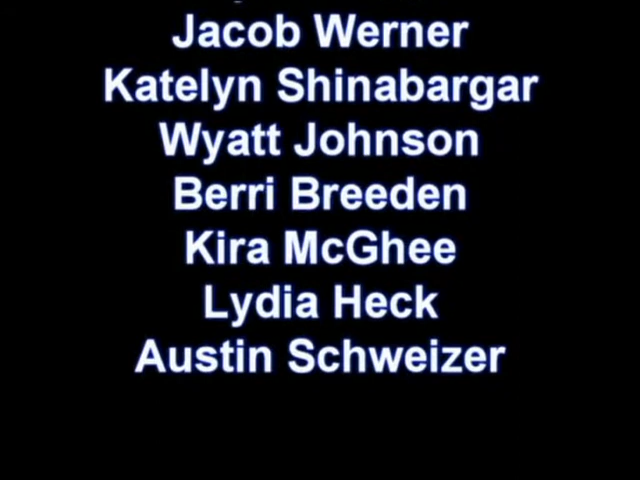 Jacob Werner
Katelyn Shinabargar
Wyatt Johnson
Berri Breeden
Kira McGhee
Lydia Heck
Austin Schweizer